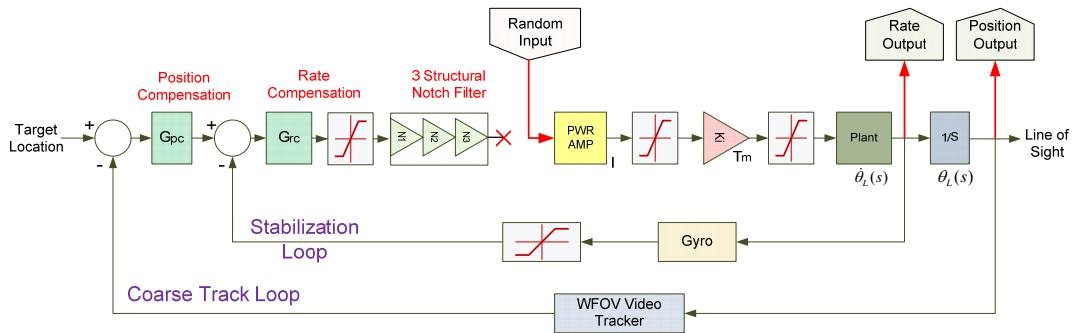 Random
Input
Rate
Output
Position
Output
Position
Compensation
Rate
Compensation
3 Structural
Notch Filter
Target
Location
+
-
Gpc
+
-
Grc
N1
N2
N3
PWR
AMP
I
Ki
Tm
Plant
θ̇L(s)
1/S
θL(s)
Line of
Sight
Stabilization
Loop
Gyro
Coarse Track Loop
WFOV Video
Tracker